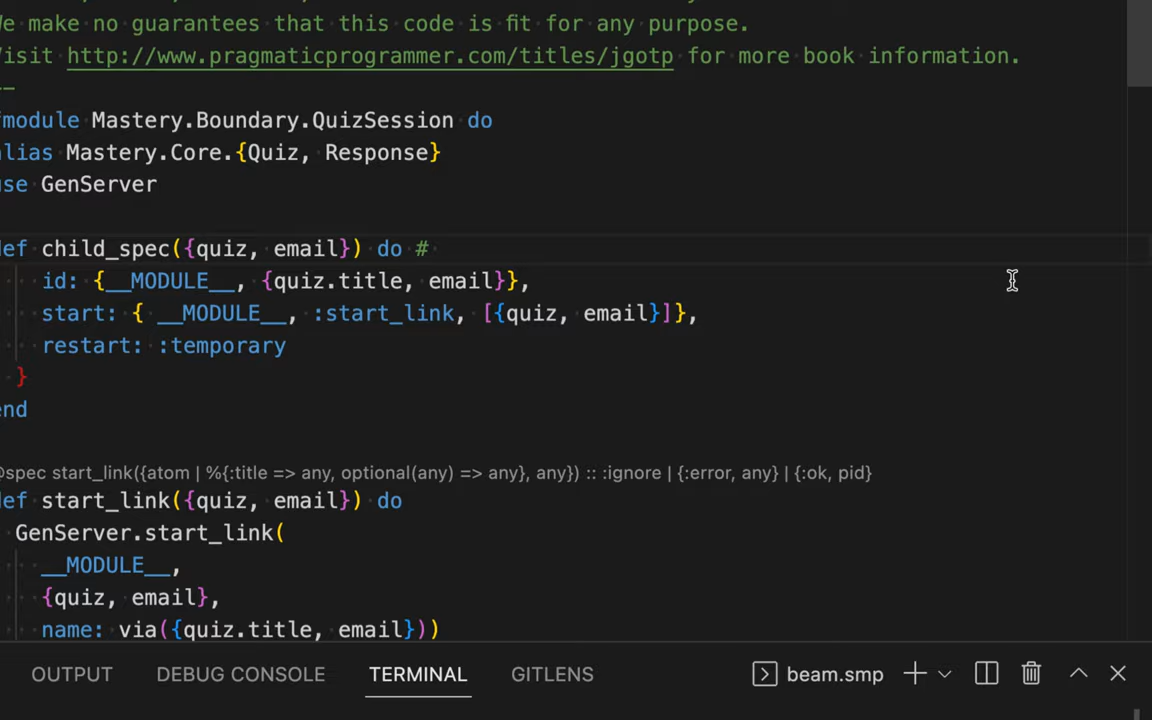 We make no guarantees that this code is fit for any purpose.
Visit http://www.pragmaticprogrammer.com/titles/jgotp for more book information.
module Mastery.Boundary.QuizSession do
alias Mastery.Core.{Quiz, Response}
use GenServer
def child_spec({quiz, email}) do #
id: {__MODULE__, {quiz.title, email}},
start: { __MODULE__, :start_link, [{quiz, email}]},
restart: :temporary
}
end
@spec start_link({atom | %{:title => any, optional(any) => any}, any}) :: :ignore | {:error, any} | {:ok, pid}
def start_link({quiz, email}) do
GenServer.start_link(
__MODULE__,
{quiz, email},
name: via({quiz.title, email}))
OUTPUT DEBUG CONSOLE TERMINAL GITLENS beam.smp